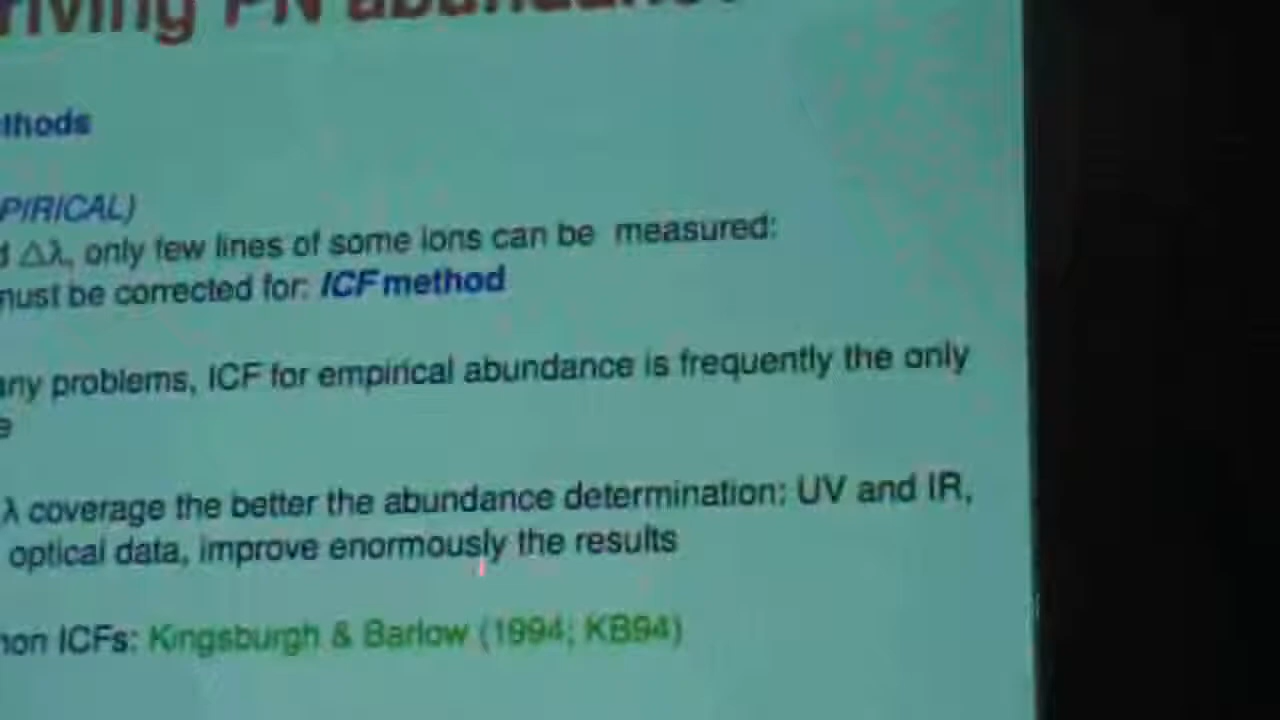 PN
PIRICAL)
Δλ, only few lines of some ions can be measured:
must be corrected for: ICF method
any problems, ICF for empirical abundance is frequently the only
λ coverage the better the abundance determination: UV and IR,
optical data, improve enormously the results
ICFs: Kingsburgh & Barlow (1994; KB94)